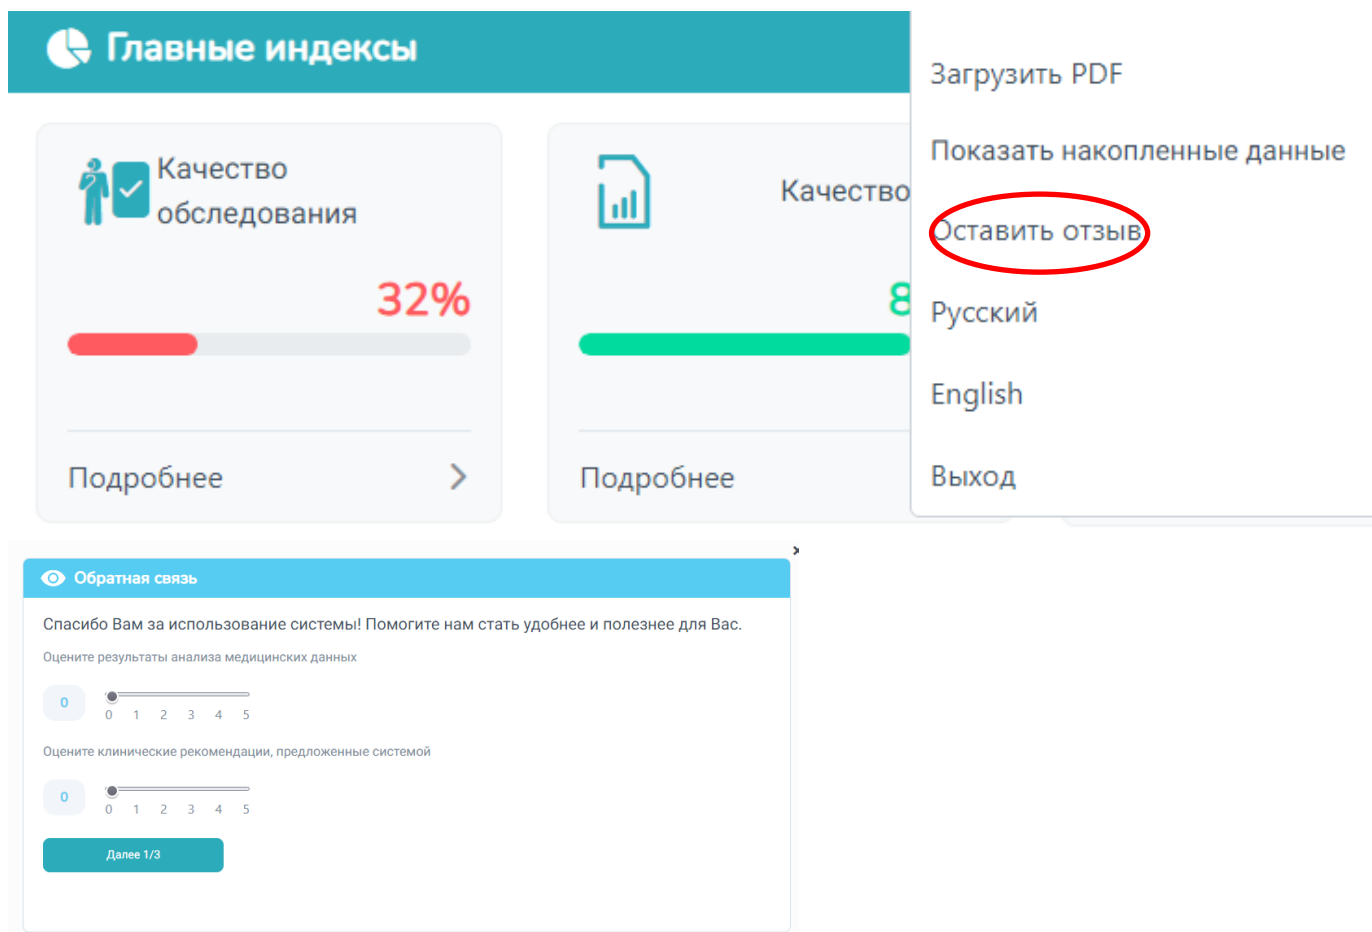 Главные индексы
Качество
обследования
32%
Подробнее
Качество
8
Подробнее
Загрузить PDF
Показать накопленные данные
Оставить отзыв
Русский
English
Выход
Обратная связь
Спасибо Вам за использование системы! Помогите нам стать удобнее и полезнее для Вас.
Оцените результаты анализа медицинских данных
0
0 1 2 3 4 5
Оцените клинические рекомендации, предложенные системой
0
0 1 2 3 4 5
Далее 1/3